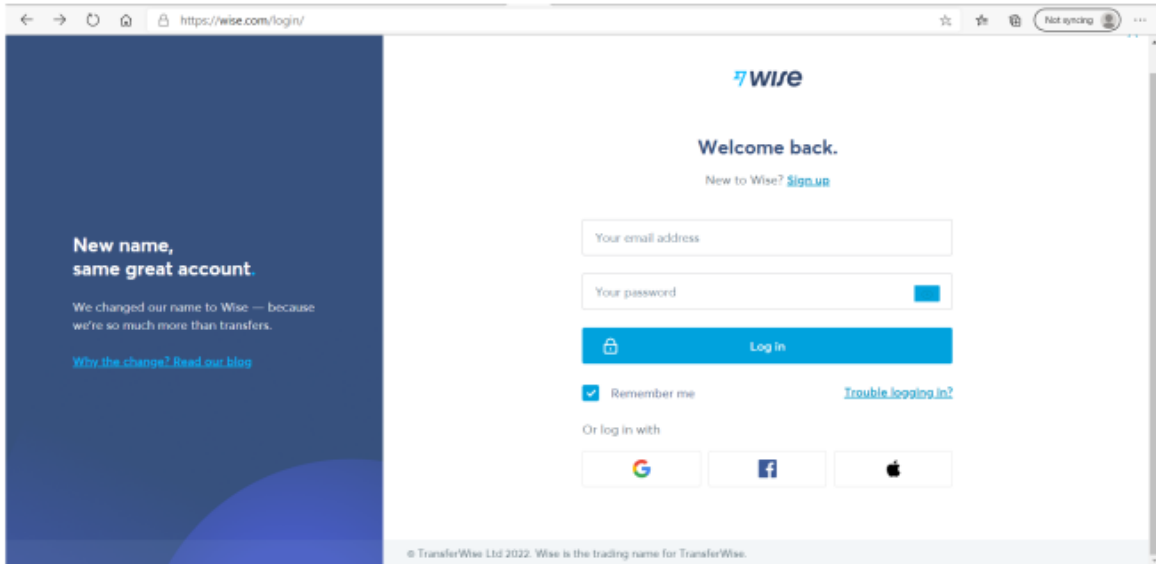 https://wise.com/login/
Not syncing
wise
Welcome back.
New to Wise? Sign up
New name,
same great account.
We changed our name to Wise — because
we're so much more than transfers.
Why the change? Read our blog
Your email address
Your password
Log in
Remember me
Trouble logging in?
Or log in with
© TransferWise Ltd 2022. Wise is the trading name for TransferWise.